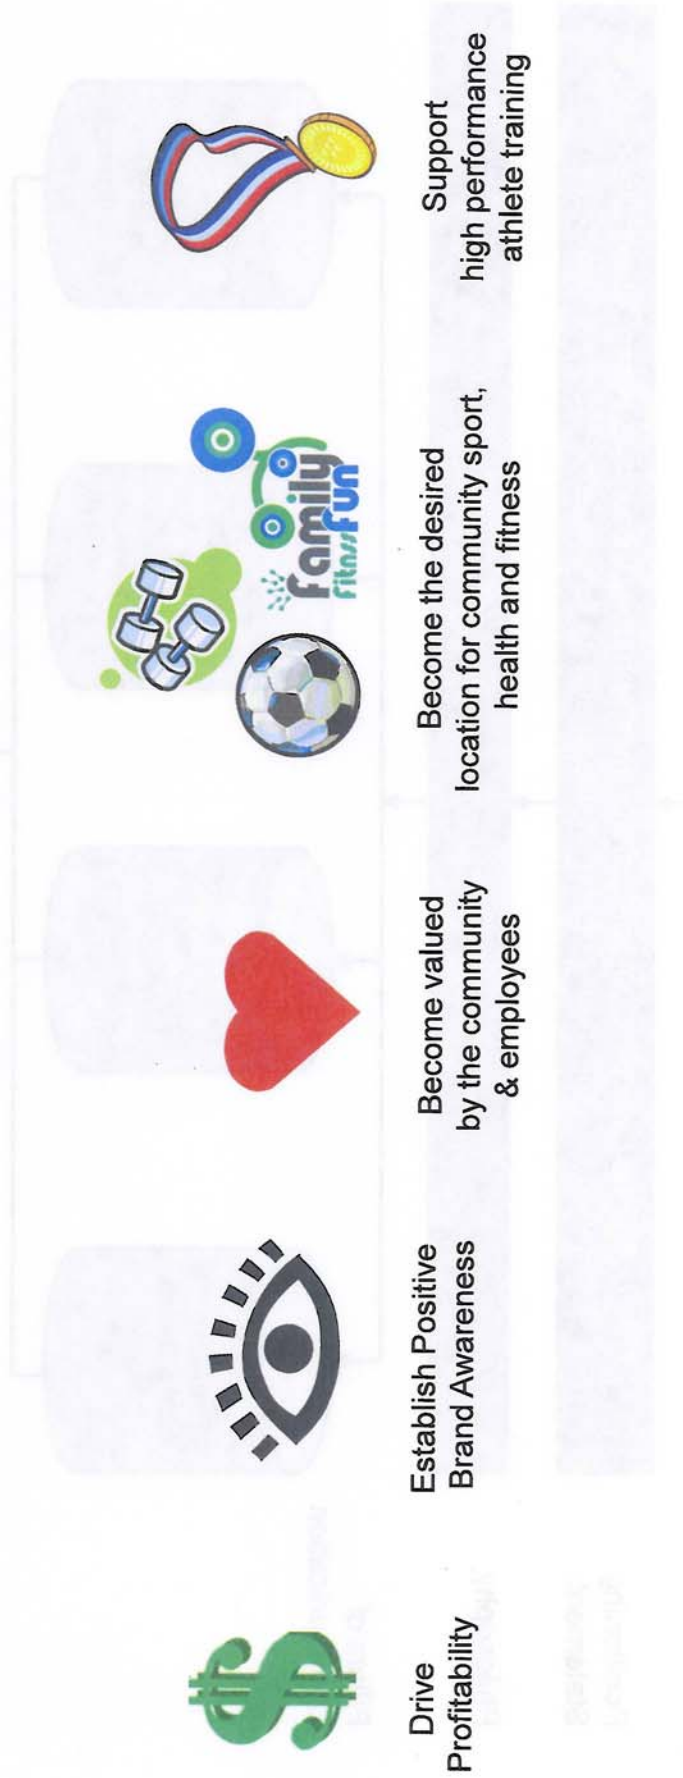 Drive
Profitability
Establish Positive
Brand Awareness
Become valued
by the community
& employees
family
fitness FUN
Become the desired
location for community sport,
health and fitness
Support
high performance
athlete training